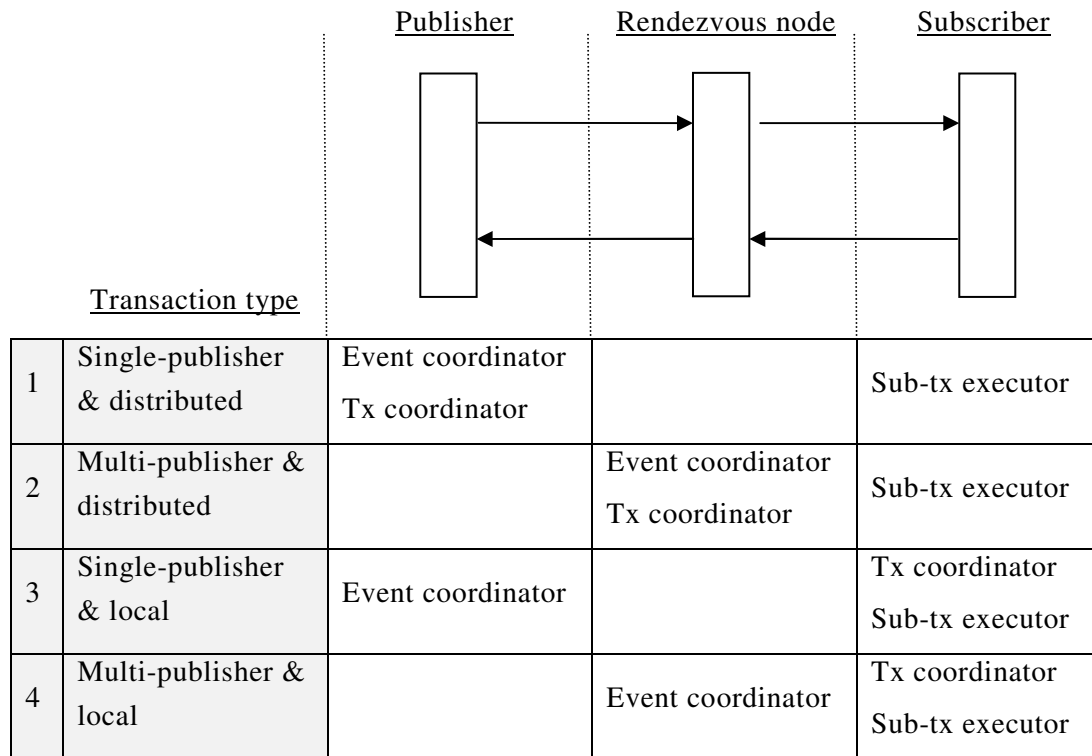 Publisher Rendezvous node Subscriber
Transaction type
1 Single-publisher & distributed Event coordinator Tx coordinator Sub-tx executor
2 Multi-publisher & distributed Event coordinator Tx coordinator Sub-tx executor
3 Single-publisher & local Event coordinator Tx coordinator Sub-tx executor
4 Multi-publisher & local Event coordinator Tx coordinator Sub-tx executor